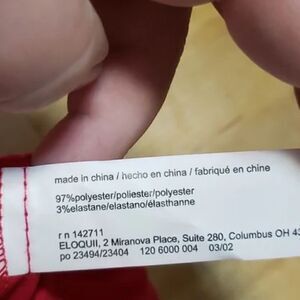 made in china / hecho en china / fabriqué en chine
97%polyester/poliester/polyester
3%elastane/elastano/élasthanne
r n 142711
ELOQUII, 2 Miranova Place, Suite 280, Columbus OH 43
po 23494/23404 120 6000 004 03/02